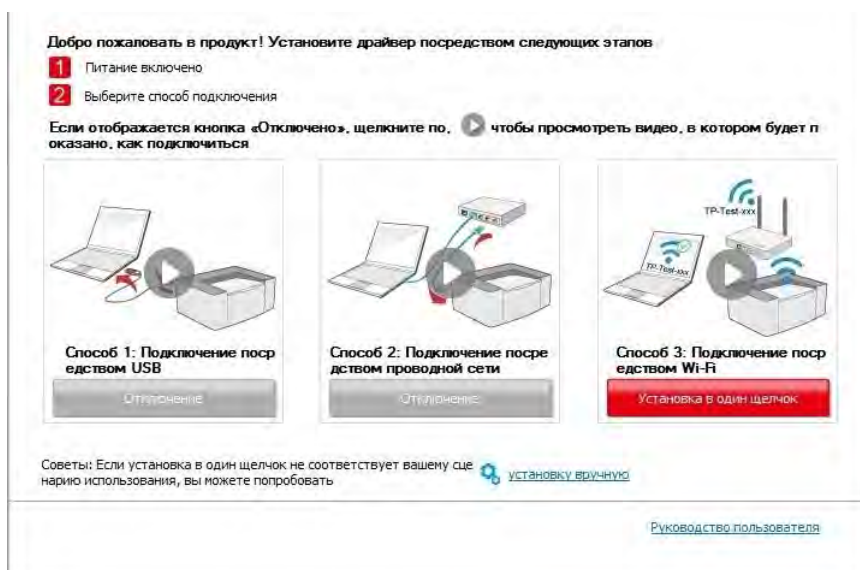 Добро пожаловать в продукт! Установите драйвер посредством следующих этапов
1 Питание включено
2 Выберите способ подключения
Если отображается кнопка «Отключено», щелкните по, чтобы просмотреть видео, в котором будет п
оказано, как подключиться
TP-Test-xxx
TP-Test-xxx
Способ 1: Подключение поср
едством USB
Отключение
Способ 2: Подключение посре
дством проводной сети
Отключение
Способ 3: Подключение поср
едством Wi-Fi
Установка в один щелчок
Советы: Если установка в один щелчок не соответствует вашему сце
нарию использования, вы можете попробовать
установку вручную
Руководство пользователя